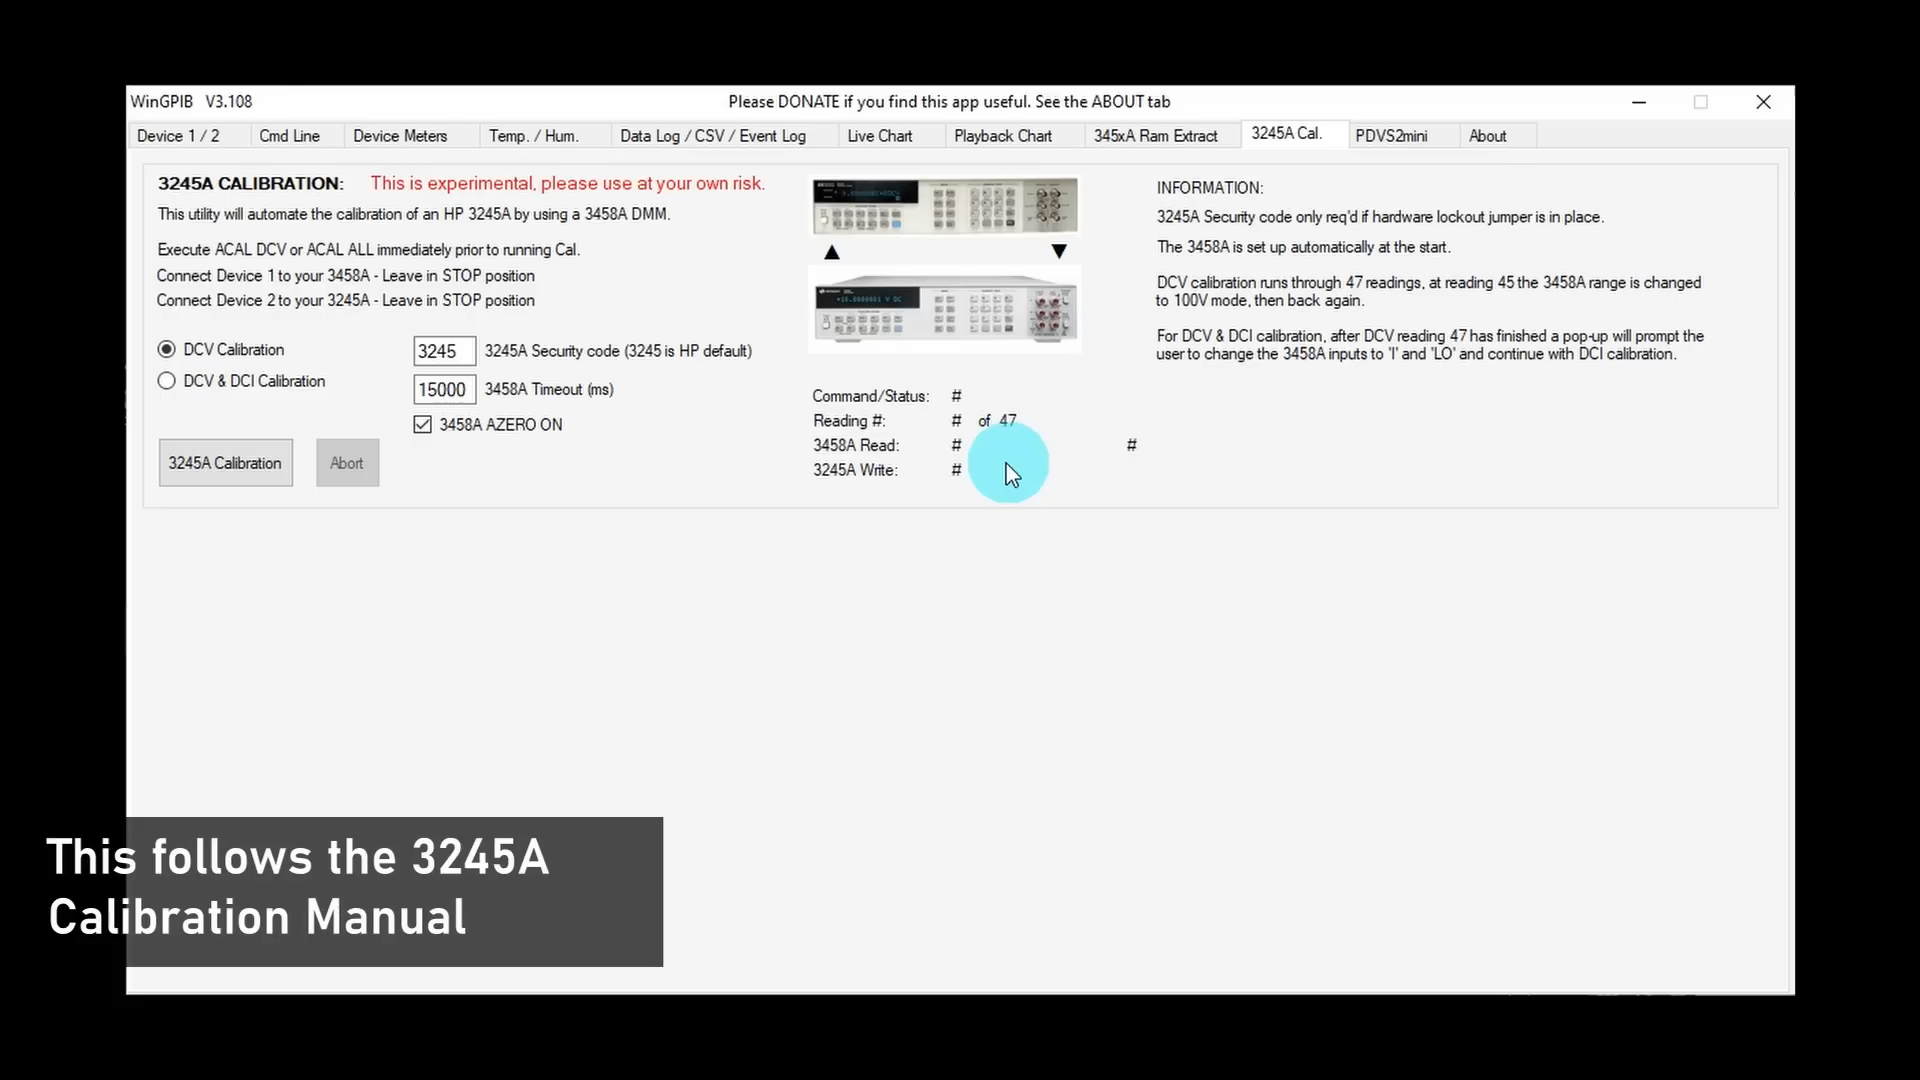 WinGPIB V3.108
Please DONATE if you find this app useful. See the ABOUT tab
Device 1 / 2
Cmd Line
Device Meters
Temp. / Hum.
Data Log / CSV / Event Log
Live Chart
Playback Chart
345xA Ram Extract
3245A Cal.
PDVS2mini
About
3245A CALIBRATION: This is experimental, please use at your own risk.
This utility will automate the calibration of an HP 3245A by using a 3458A DMM.
Execute ACAL DCV or ACAL ALL immediately prior to running Cal.
Connect Device 1 to your 3458A - Leave in STOP position
Connect Device 2 to your 3245A - Leave in STOP position
DCV Calibration
DCV & DCI Calibration
3245 3245A Security code (3245 is HP default)
15000 3458A Timeout (ms)
3458A AZERO ON
3245A Calibration
Abort
Command/Status: #
Reading #: # of 47
3458A Read: # #
3245A Write: #
INFORMATION:
3245A Security code only req'd if hardware lockout jumper is in place.
The 3458A is set up automatically at the start.
DCV calibration runs through 47 readings, at reading 45 the 3458A range is changed
to 100V mode, then back again.
For DCV & DCI calibration, after DCV reading 47 has finished a pop-up will prompt the
user to change the 3458A inputs to 'I' and 'LO' and continue with DCI calibration.
This follows the 3245A
Calibration Manual